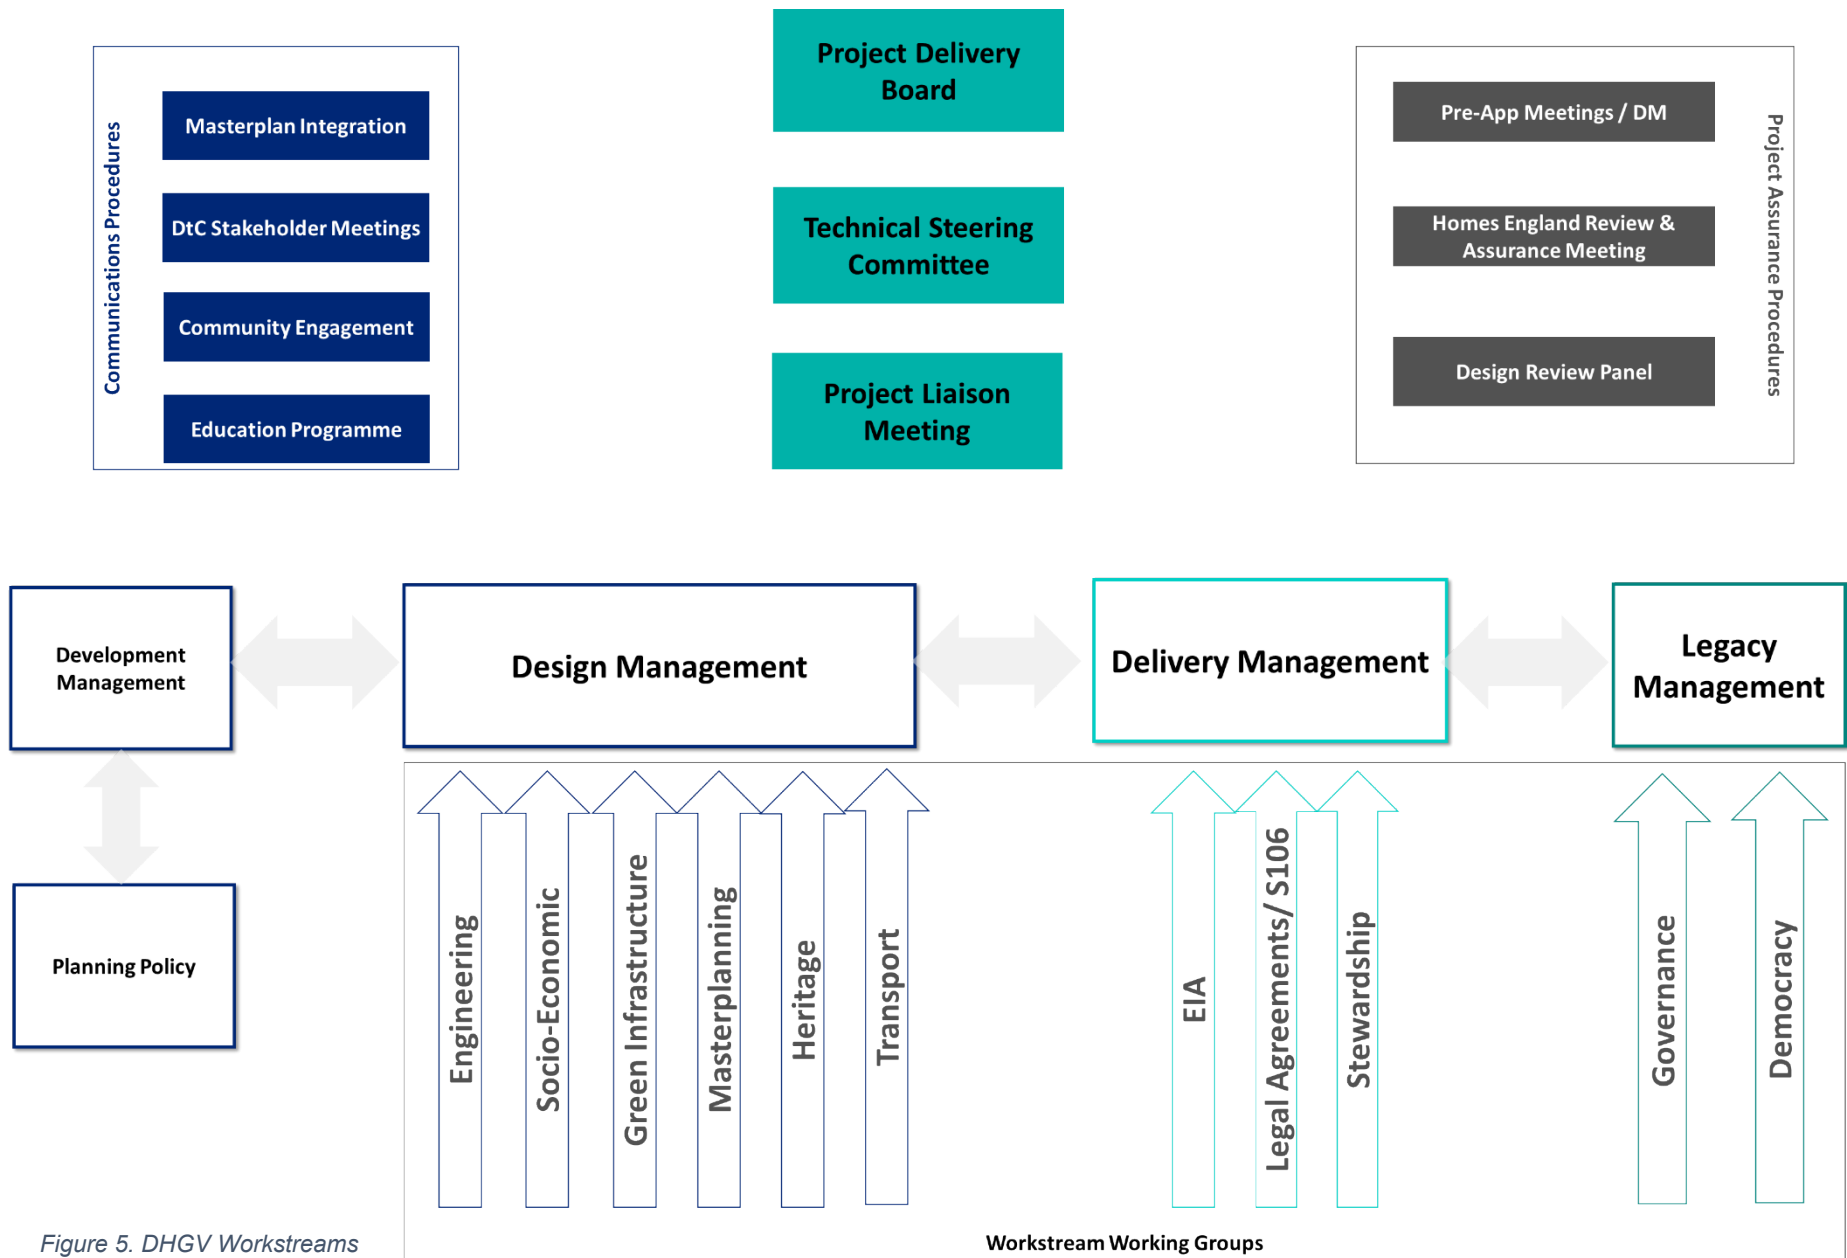 Communications Procedures
Masterplan Integration
DtC Stakeholder Meetings
Community Engagement
Education Programme
Project Delivery
Board
Technical Steering
Committee
Project Liaison
Meeting
Pre-App Meetings / DM
Homes England Review &
Assurance Meeting
Design Review Panel
Project Assurance Procedures
Development
Management
Design Management
Delivery Management
Legacy
Management
Planning Policy
Engineering
Socio-Economic
Green Infrastructure
Masterplanning
Heritage
Transport
EIA
Legal Agreements/ S106
Stewardship
Governance
Democracy
Figure 5. DHGV Workstreams
Workstream Working Groups